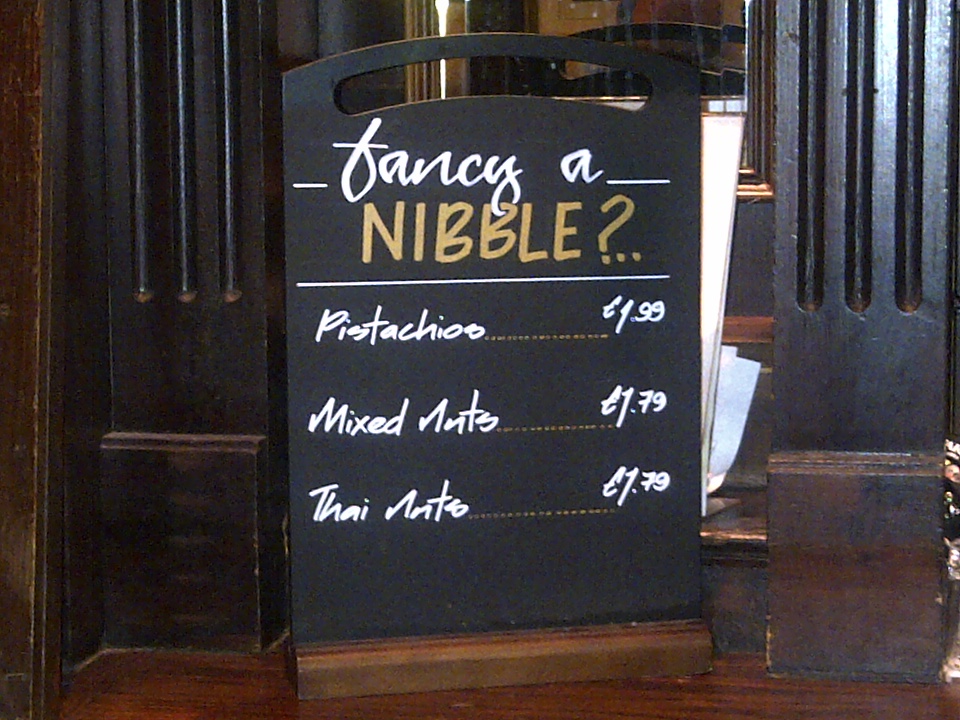 fancy a
NIBBLE?..
Pistachios................£1.99
Mixed Nuts................£1.79
Thai Nuts................£1.79